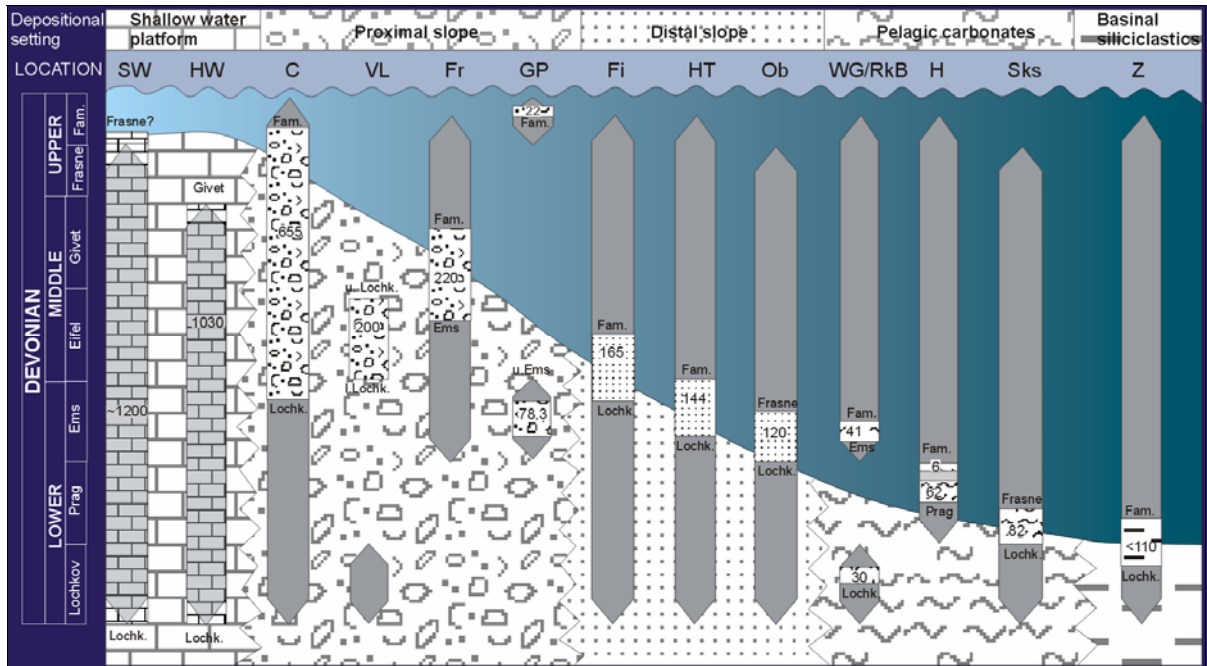 Depositional setting
Shallow water platform
Proximal slope
Distal slope
Pelagic carbonates
Basinal siliciclastics
LOCATION SW HW C VL Fr GP Fi HT Ob WG/RkB H Sks Z
DEVONIAN
UPPER
MIDDLE
LOWER
Fam.
Frasne
Givet
Eifel
Ems
Prag
Lochkov
Frasne?
~1200
Lochk.
Givet
1030
Lochk.
Fam.
655
Lochk.
u. Lochk.
200
l.Lochk.
Fam.
220
Ems
22
Fam.
u.Ems
78,3
Fam.
165
Lochk.
Fam.
144
Lochk.
Frasne
120
Lochk.
Fam.
41
Ems
30
Lochk.
Fam.
6
62
Prag
Frasne
82
Lochk.
Fam.
<110
Lochk.